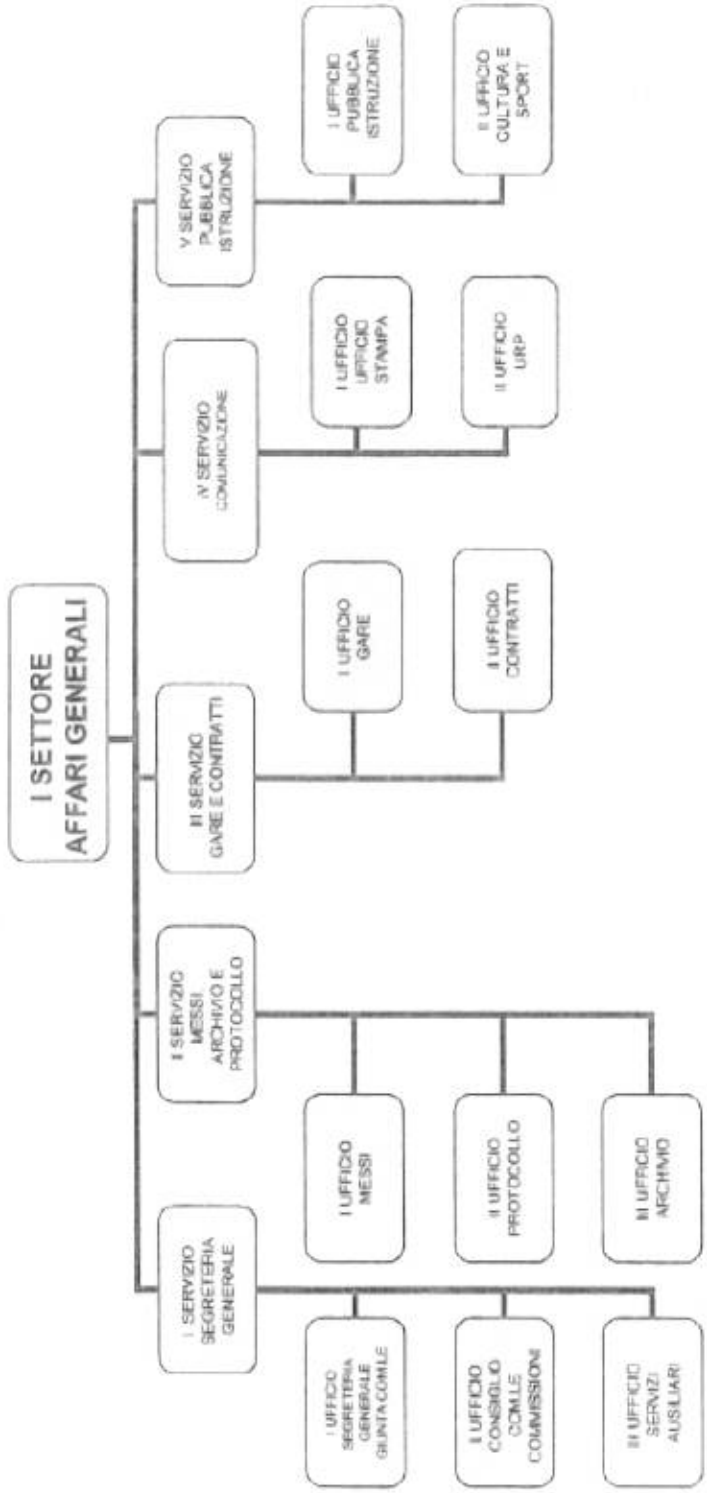 I SETTORE
AFFARI GENERALI
I SERVIZIO
SEGRETERIA
GENERALE
I UFFICIO
SEGRETERIA
GENERALE
GIUNTA COM.LE
II UFFICIO
CONSIGLIO
COM.LE
COMMISSIONI
III UFFICIO
SERVIZI
AUSILIARI
II SERVIZIO
MESSI
ARCHIVIO E
PROTOCOLLO
I UFFICIO
MESSI
II UFFICIO
PROTOCOLLO
III UFFICIO
ARCHIVIO
III SERVIZIO
GARE E CONTRATTI
I UFFICIO
GARE
II UFFICIO
CONTRATTI
IV SERVIZIO
COMUNICAZIONE
I UFFICIO
UFFICIO
STAMPA
II UFFICIO
URP
V SERVIZIO
PUBBLICA
ISTRUZIONE
I UFFICIO
PUBBLICA
ISTRUZIONE
II UFFICIO
CULTURA E
SPORT